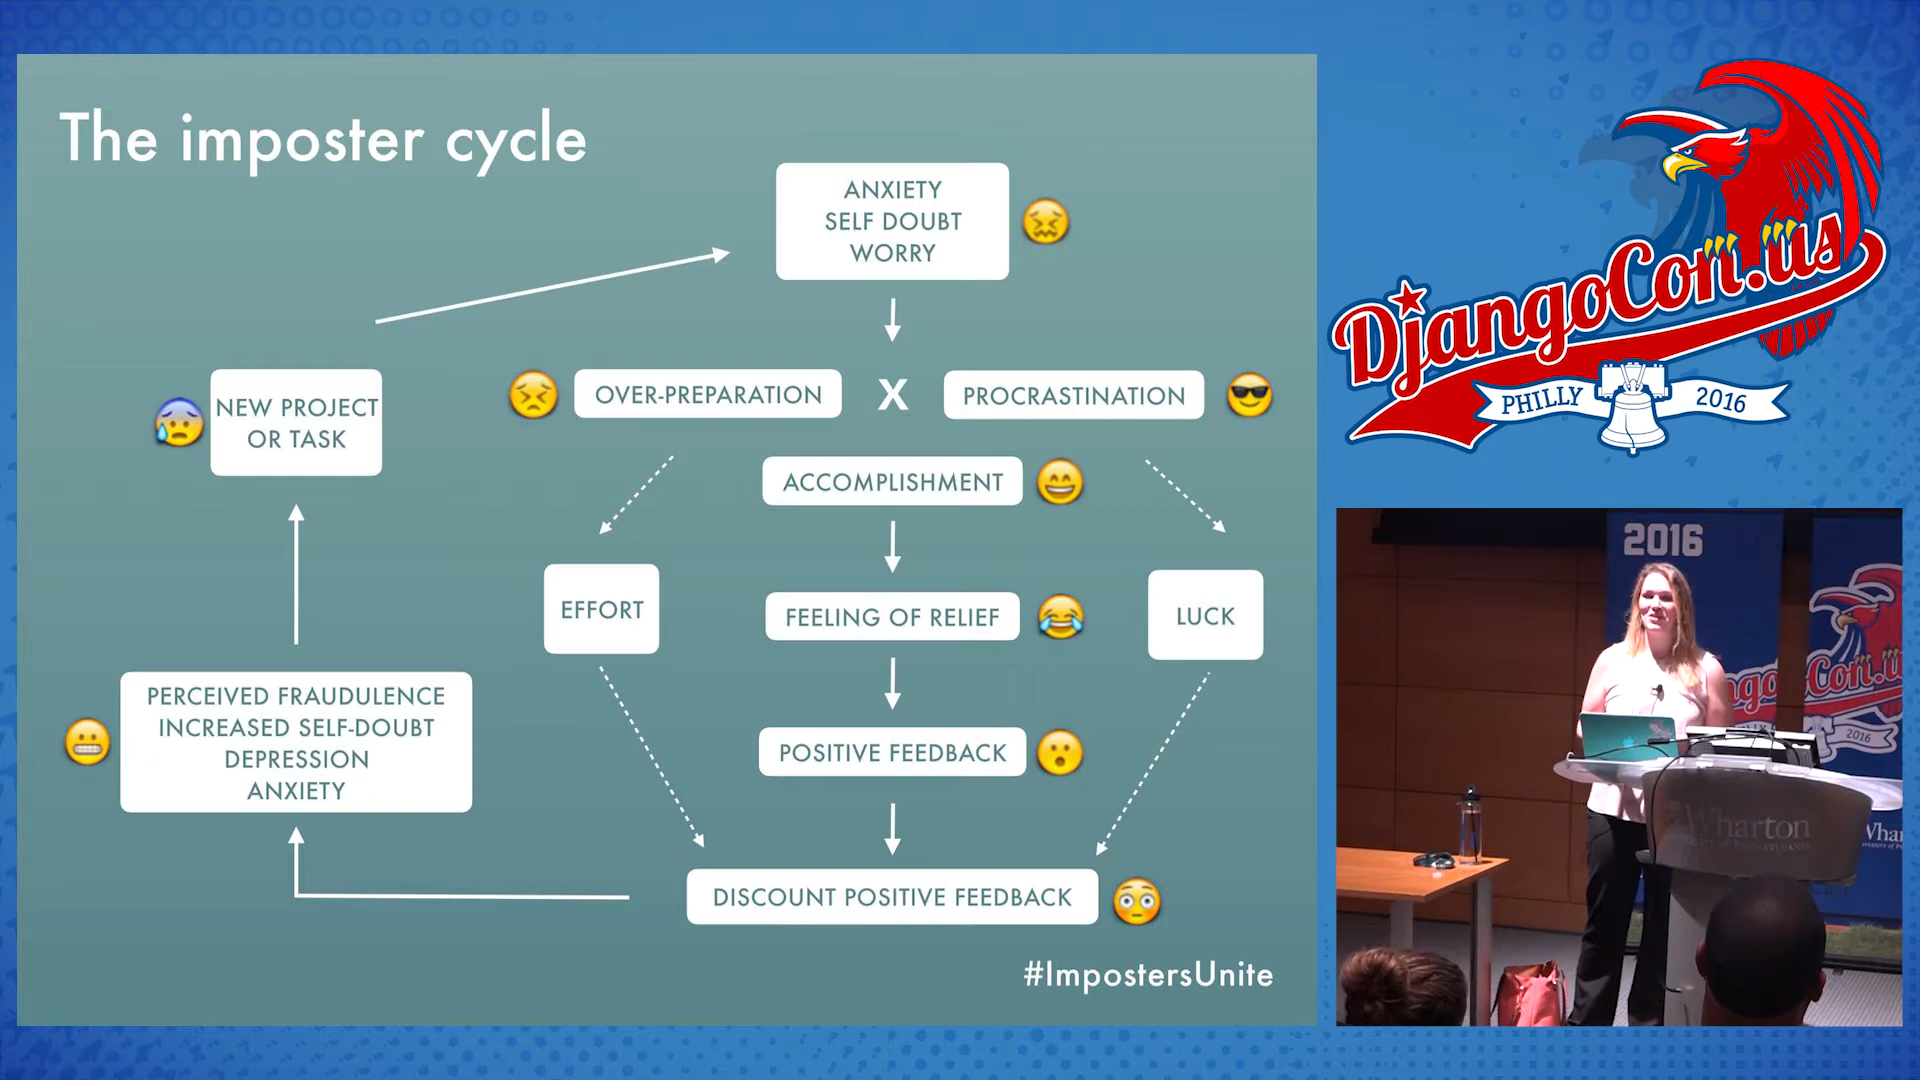 The imposter cycle
ANXIETY
SELF DOUBT
WORRY
NEW PROJECT
OR TASK
OVER-PREPARATION
X
PROCRASTINATION
ACCOMPLISHMENT
EFFORT
FEELING OF RELIEF
LUCK
PERCEIVED FRAUDULENCE
INCREASED SELF-DOUBT
DEPRESSION
ANXIETY
POSITIVE FEEDBACK
DISCOUNT POSITIVE FEEDBACK
#ImpostersUnite
DjangoCon.us
PHILLY 2016
2016
Con.u
2016
Wharton